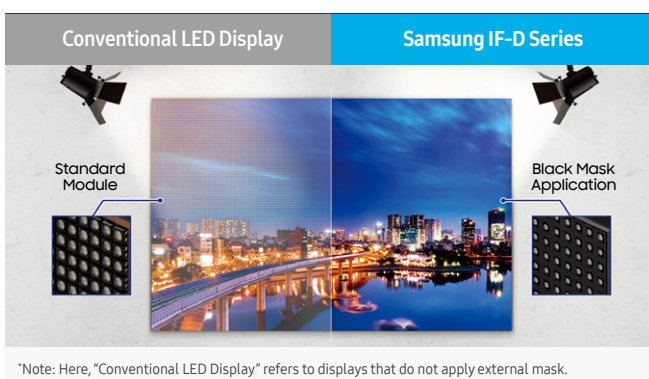 Conventional LED Display
Samsung IF-D Series
Standard
Module
Black Mask
Application
*Note: Here, “Conventional LED Display” refers to displays that do not apply external mask.